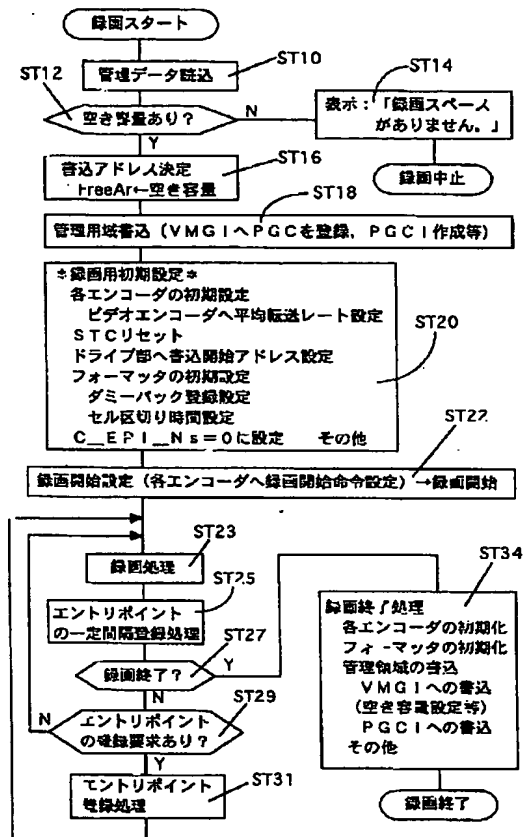 録画スタート
ST10
管理データ読込
ST12
空き容量あり?
N
Y
ST14
表示:「録画スペース
がありません。」
録画中止
ST16
書込アドレス決定
FreeAr←空き容量
ST18
管理用域書込(VMGIへPGCを登録,PGCI作成等)
ST20
*録画用初期設定*
各エンコーダの初期設定
ビデオエンコーダへ平均転送レート設定
STCリセット
ドライブ部へ書込開始アドレス設定
フォーマッタの初期設定
ダミーパック登録設定
セル区切り時間設定
C_EPI_Ns=0に設定 その他
ST22
録画開始設定(各エンコーダへ録画開始命令設定)→録画開始
ST23
録画処理
ST25
エントリポイント
の一定間隔登録処理
ST27
録画終了?
Y
N
ST29
エントリポイント
の登録要求あり?
N
Y
ST31
エントリポイント
登録処理
ST34
録画終了処理
各エンコーダの初期化
フォーマッタの初期化
管理領域の書込
VMGIへの書込
(空き容量設定等)
PGCIへの書込
その他
録画終了